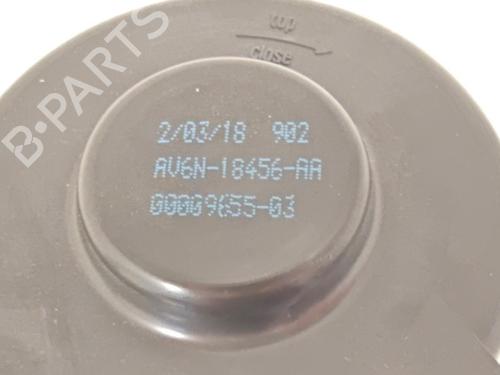 top
close
2/03/18 902
AV6N-18456-AA
00009655-03
B-PARTS